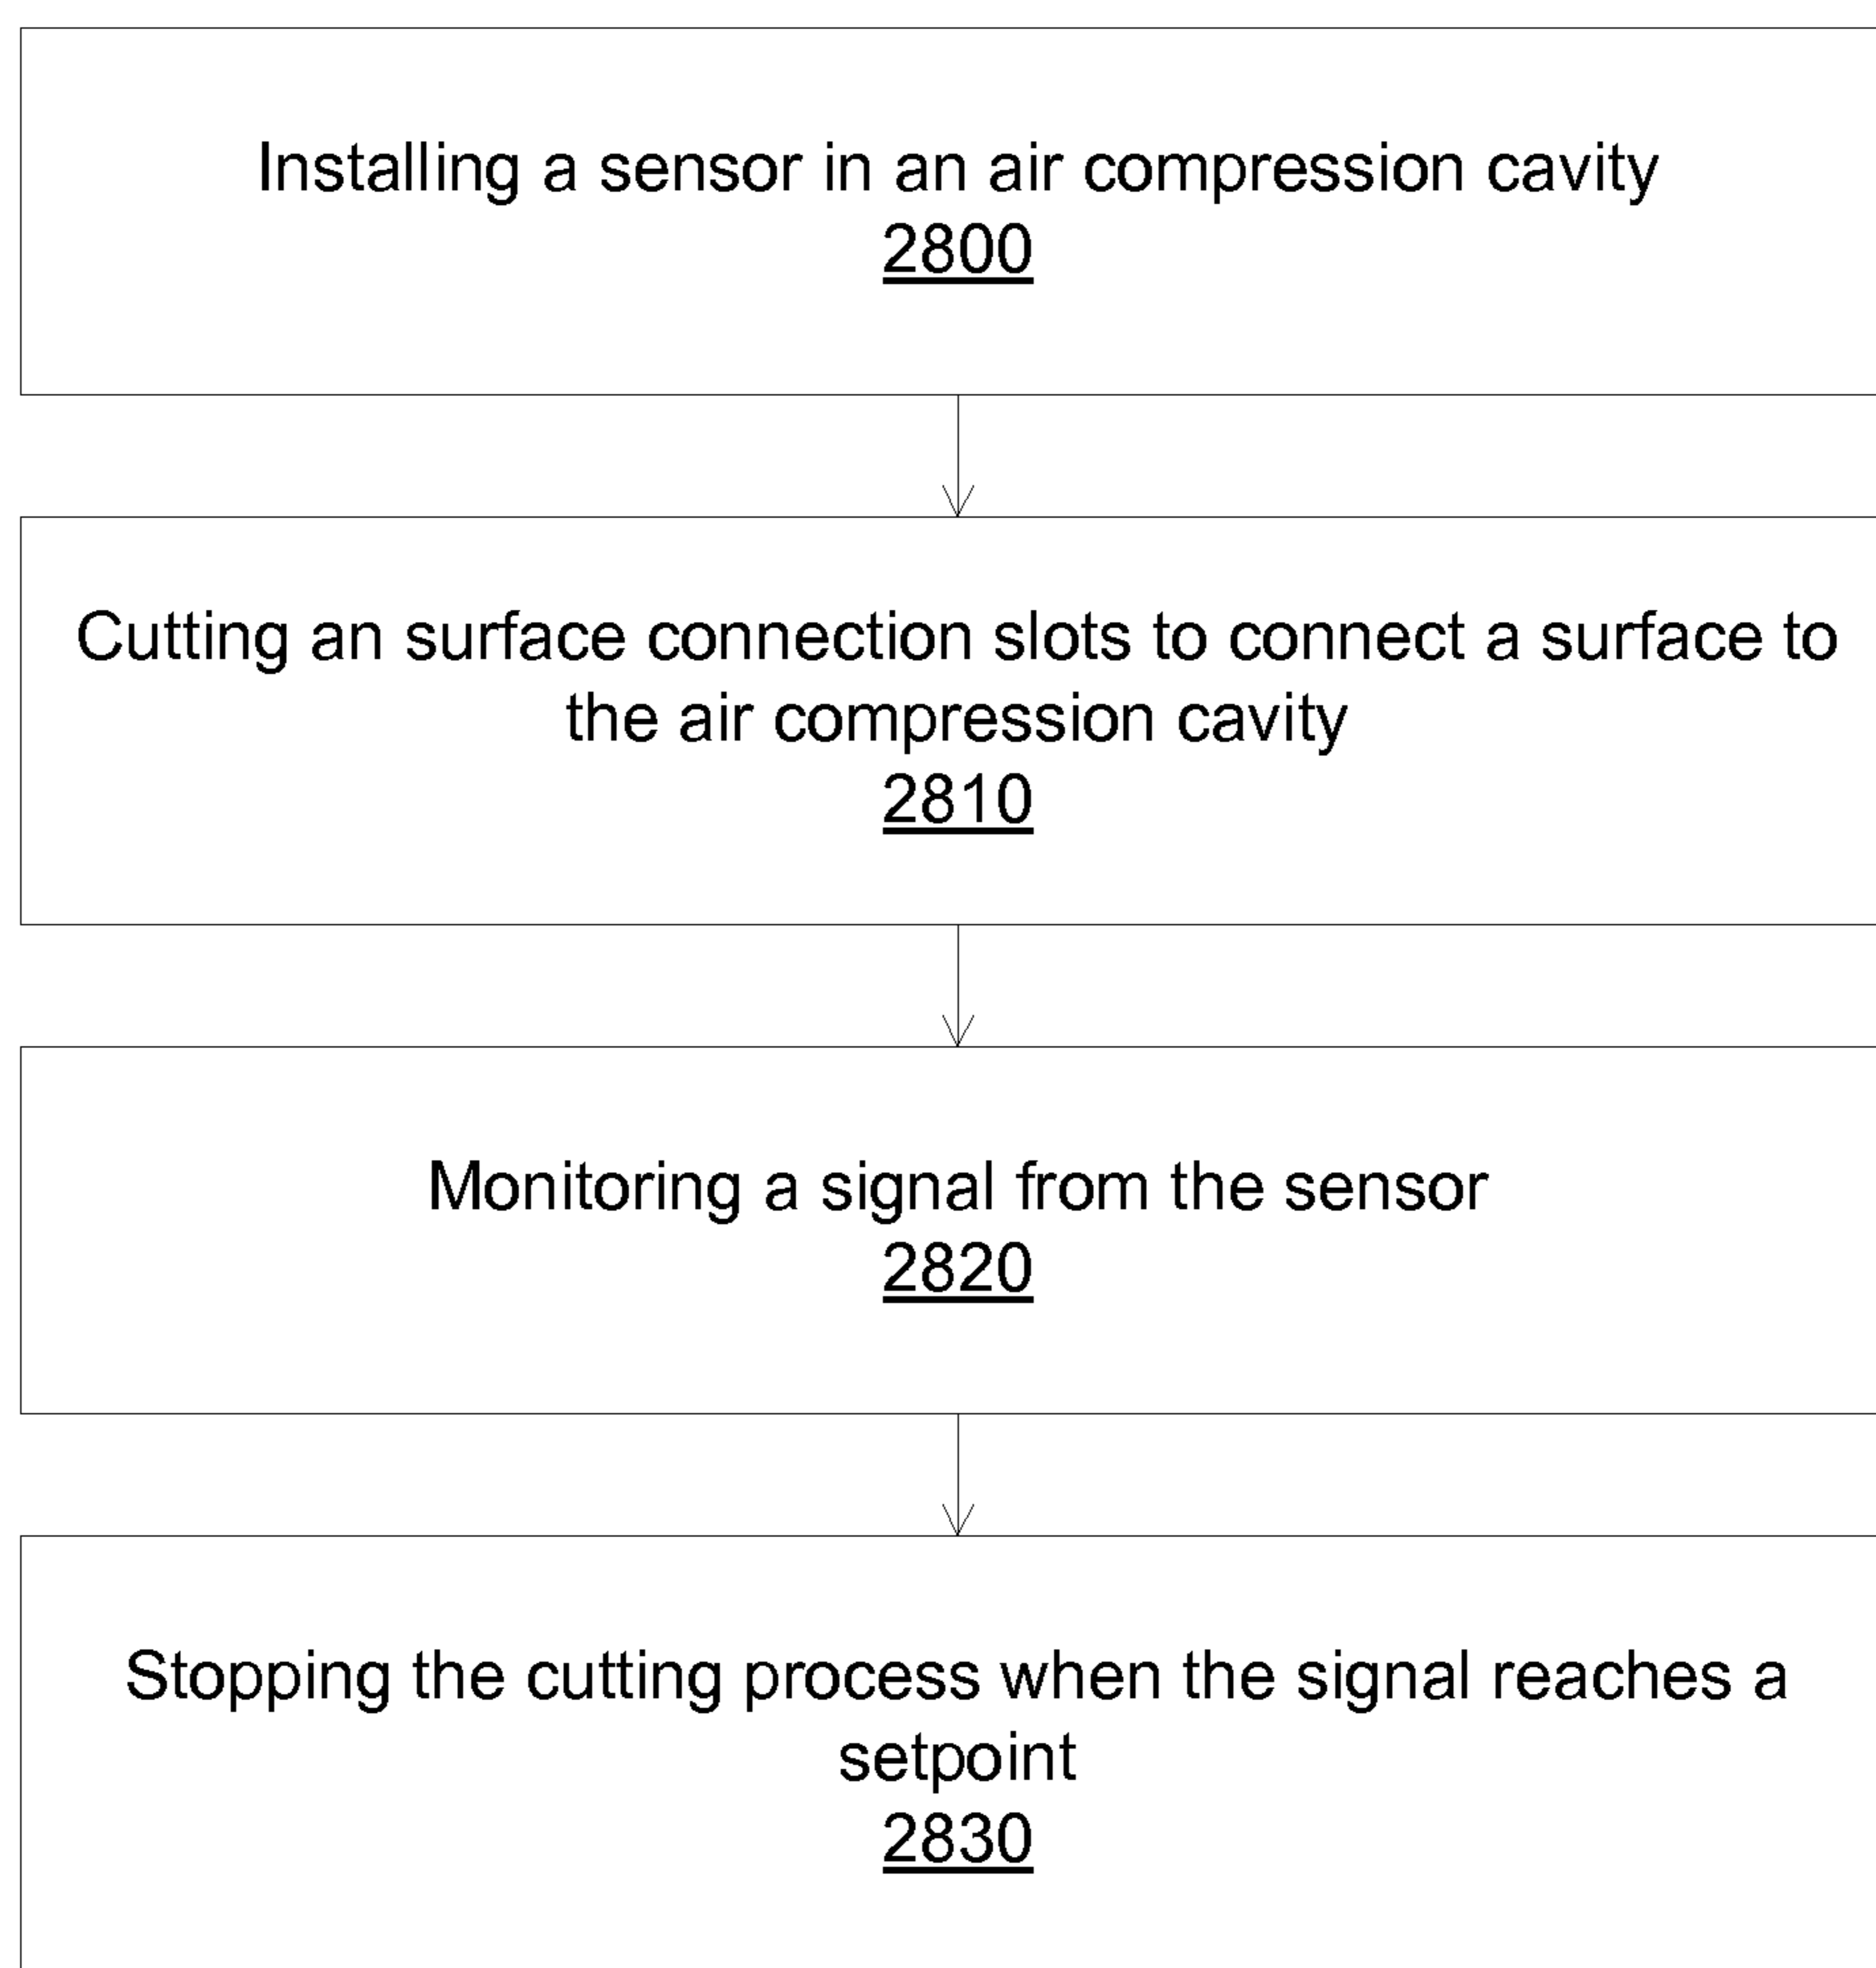 Installing a sensor in an air compression cavity
2800
Cutting an surface connection slots to connect a surface to
the air compression cavity
2810
Monitoring a signal from the sensor
2820
Stopping the cutting process when the signal reaches a
setpoint
2830